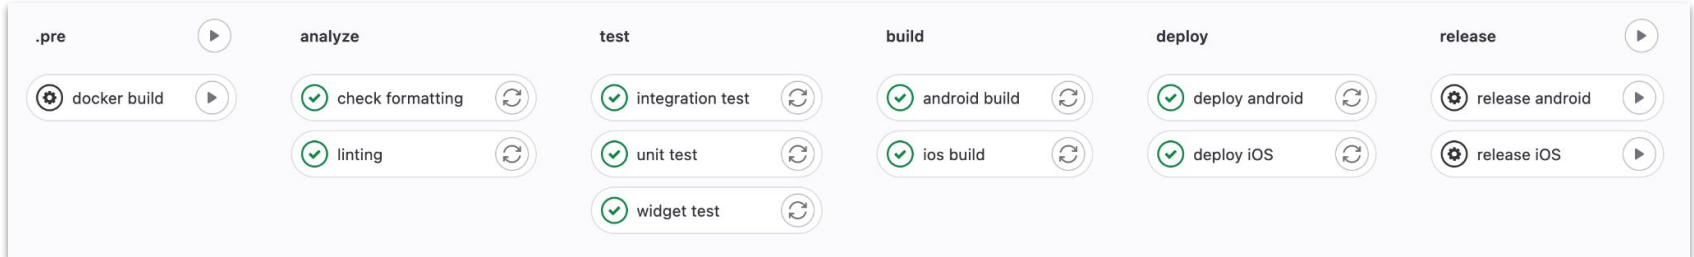 .pre
docker build
analyze
check formatting
linting
test
integration test
unit test
widget test
build
android build
ios build
deploy
deploy android
deploy iOS
release
release android
release iOS